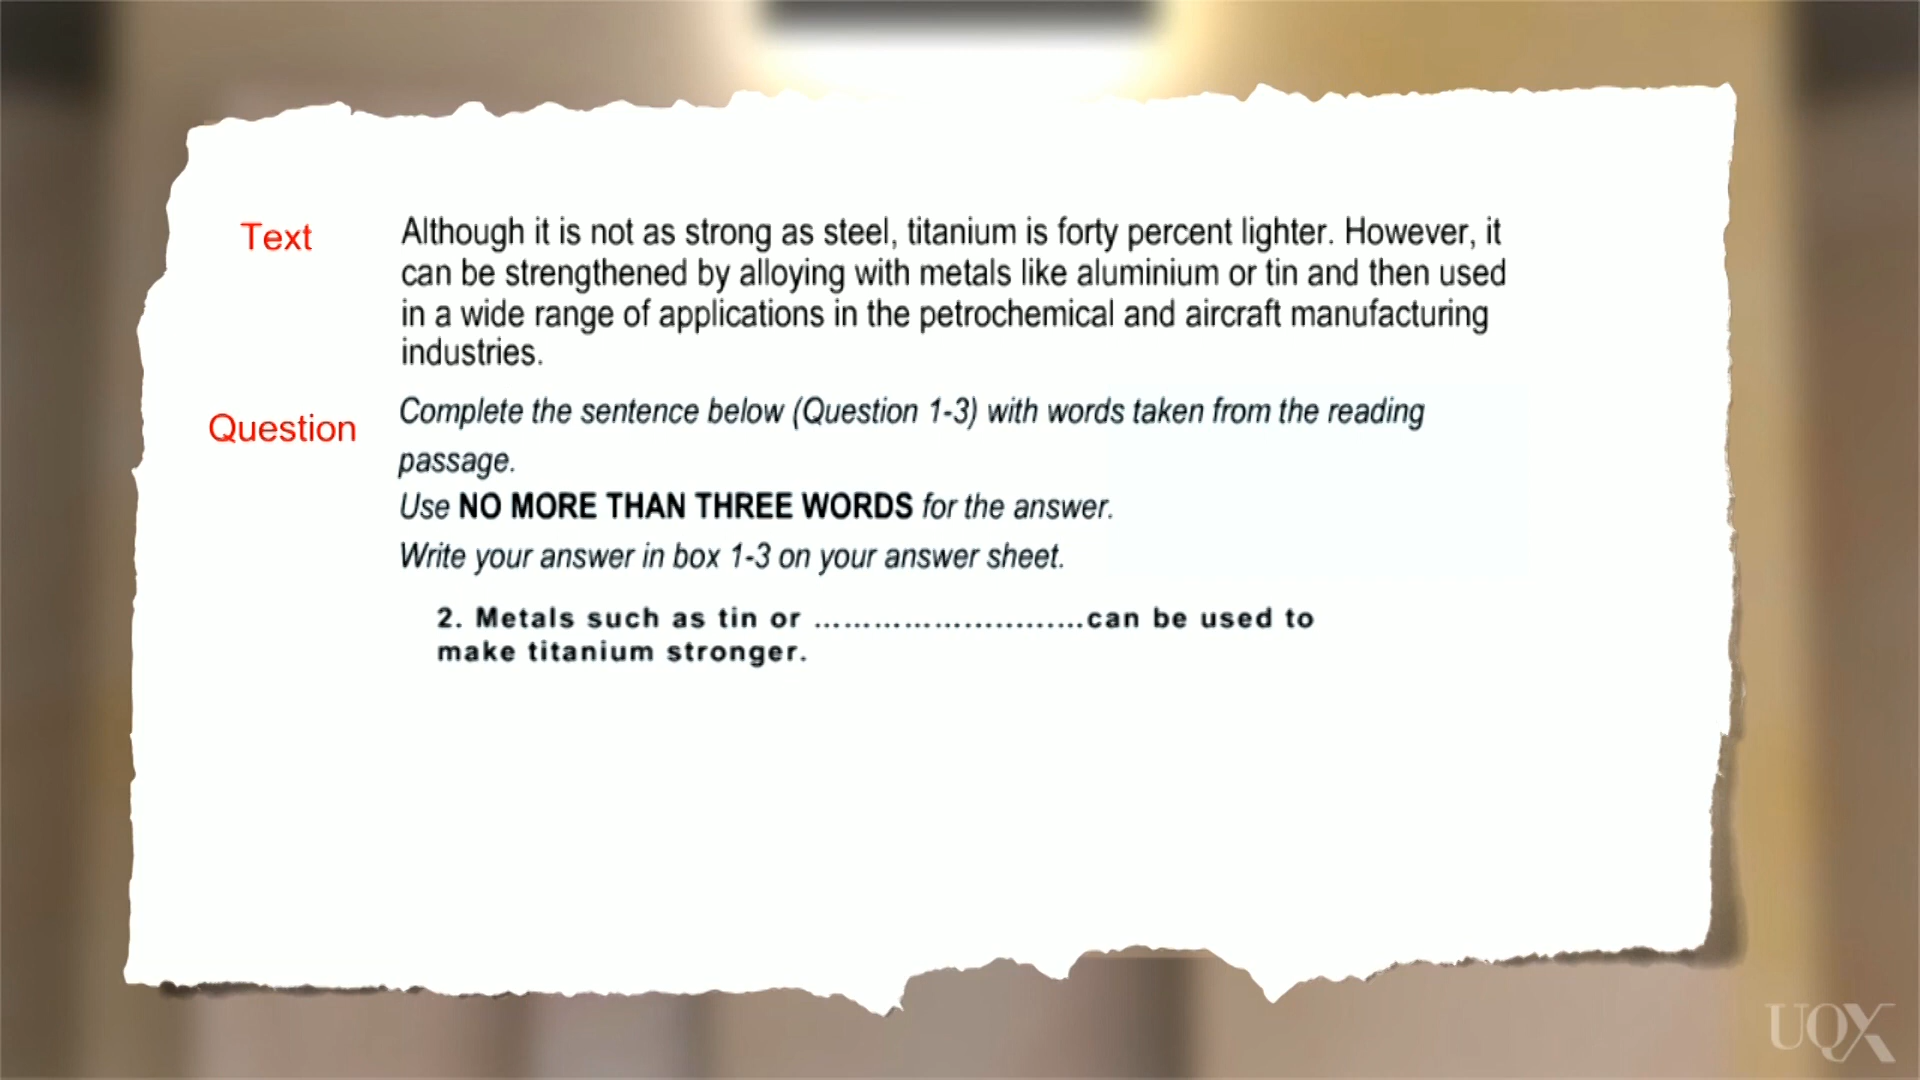 Text
Although it is not as strong as steel, titanium is forty percent lighter. However, it
can be strengthened by alloying with metals like aluminium or tin and then used
in a wide range of applications in the petrochemical and aircraft manufacturing
industries.
Question
Complete the sentence below (Question 1-3) with words taken from the reading
passage.
Use NO MORE THAN THREE WORDS for the answer.
Write your answer in box 1-3 on your answer sheet.
2. Metals such as tin or ...........................can be used to
make titanium stronger.
UQX